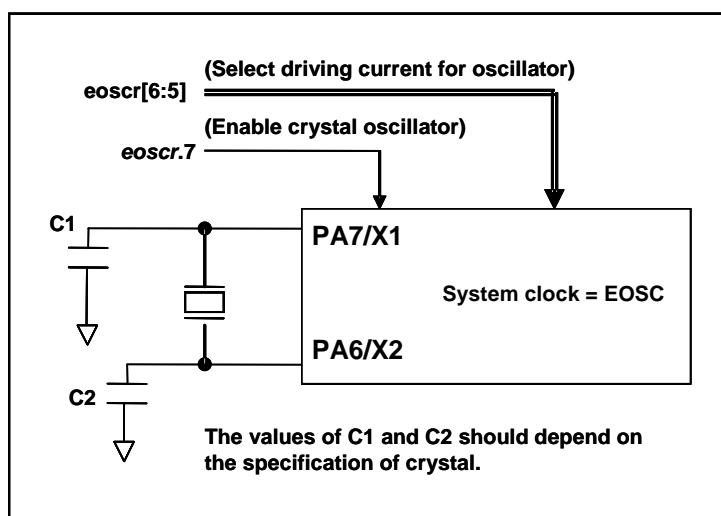 (Select driving current for oscillator)
eoscr[6:5]
(Enable crystal oscillator)
eoscr.7
C1
PA7/X1
System clock = EOSC
PA6/X2
C2
The values of C1 and C2 should depend on
the specification of crystal.